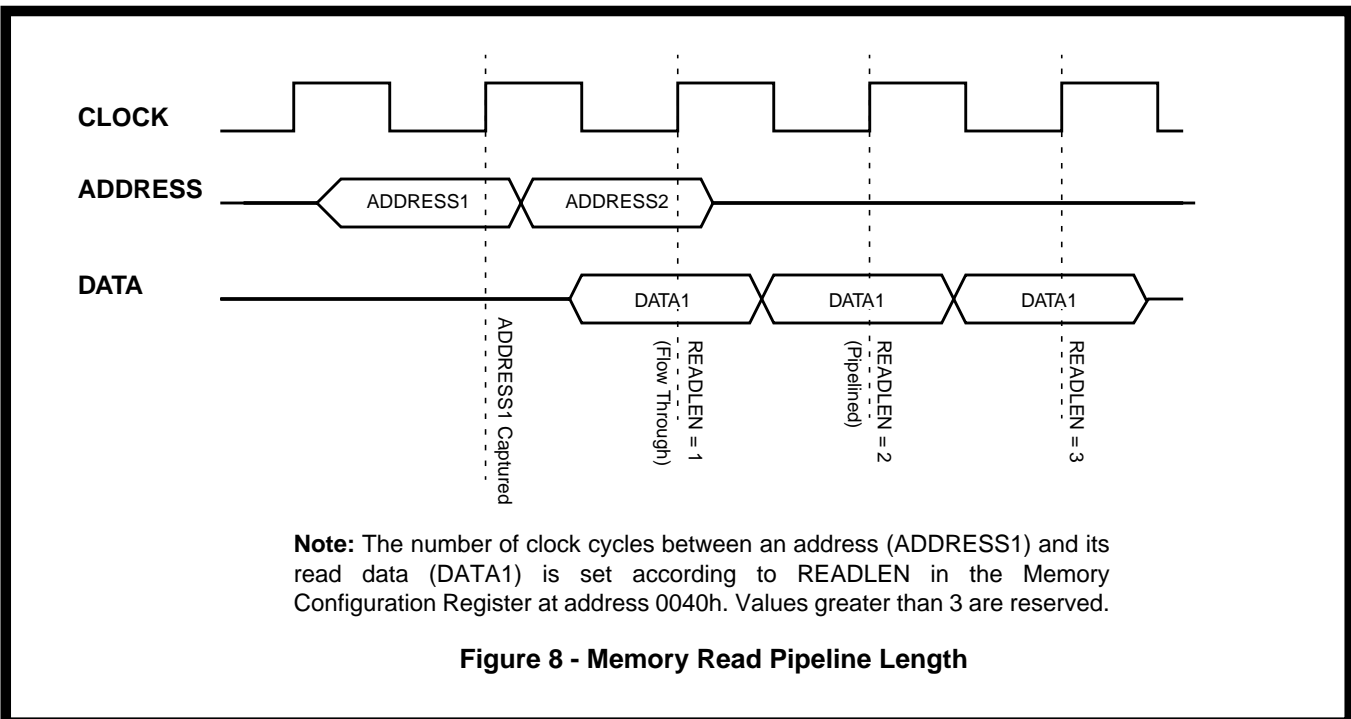 CLOCK
ADDRESS
ADDRESS1
ADDRESS2
DATA
DATA1
DATA1
DATA1
ADDRESS1 Captured
READLEN = 1
(Flow Through)
READLEN = 2
(Pipelined)
READLEN = 3
Note: The number of clock cycles between an address (ADDRESS1) and its
read data (DATA1) is set according to READLEN in the Memory
Configuration Register at address 0040h. Values greater than 3 are reserved.
Figure 8 - Memory Read Pipeline Length